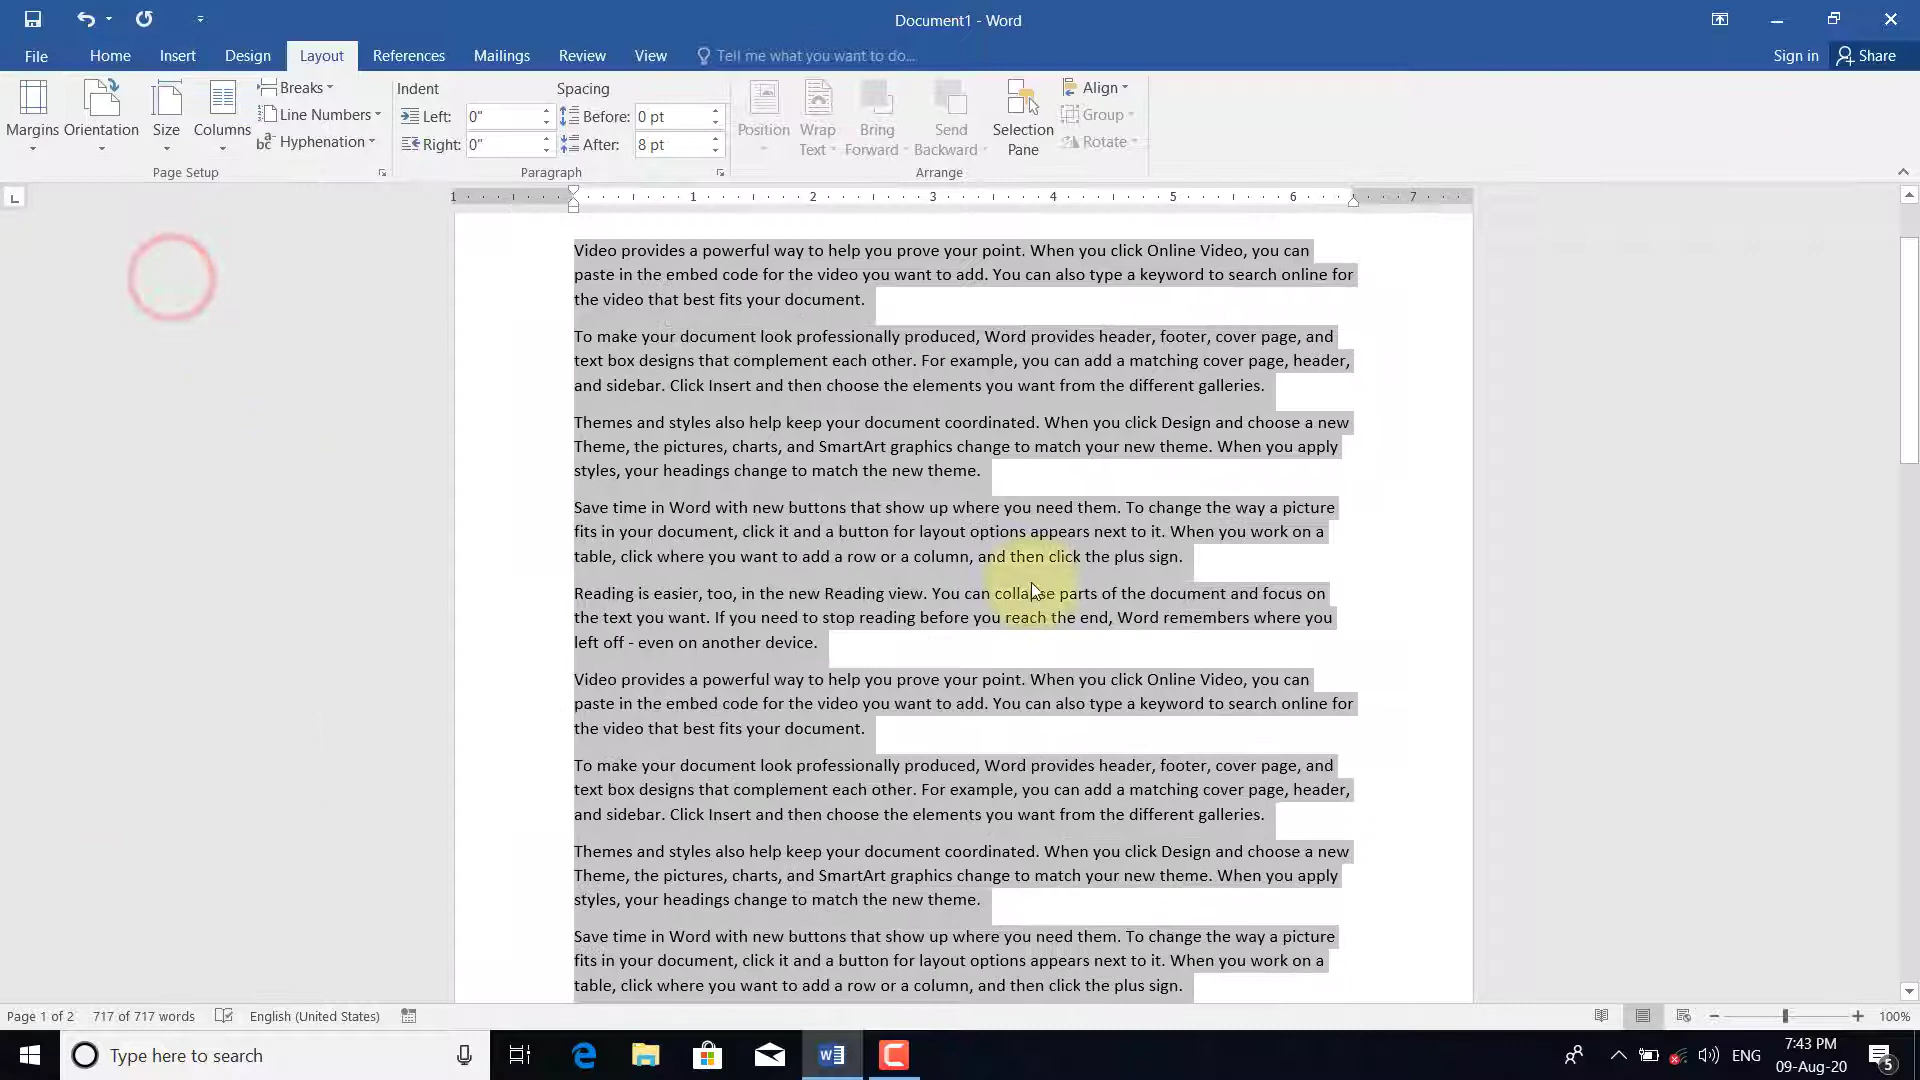 Document1 - Word
File Home Insert Design Layout References Mailings Review View Tell me what you want to do... Sign in Share
Margins Orientation Size Columns Breaks Line Numbers Hyphenation
Page Setup
Indent Spacing
Left: 0" Before: 0 pt
Right: 0" After: 8 pt
Paragraph
Position Wrap Text Bring Forward Send Backward Selection Pane Align Group Rotate
Arrange
1 1 2 3 4 5 6 7
Video provides a powerful way to help you prove your point. When you click Online Video, you can
paste in the embed code for the video you want to add. You can also type a keyword to search online for
the video that best fits your document.
To make your document look professionally produced, Word provides header, footer, cover page, and
text box designs that complement each other. For example, you can add a matching cover page, header,
and sidebar. Click Insert and then choose the elements you want from the different galleries.
Themes and styles also help keep your document coordinated. When you click Design and choose a new
Theme, the pictures, charts, and SmartArt graphics change to match your new theme. When you apply
styles, your headings change to match the new theme.
Save time in Word with new buttons that show up where you need them. To change the way a picture
fits in your document, click it and a button for layout options appears next to it. When you work on a
table, click where you want to add a row or a column, and then click the plus sign.
Reading is easier, too, in the new Reading view. You can collapse parts of the document and focus on
the text you want. If you need to stop reading before you reach the end, Word remembers where you
left off - even on another device.
Video provides a powerful way to help you prove your point. When you click Online Video, you can
paste in the embed code for the video you want to add. You can also type a keyword to search online for
the video that best fits your document.
To make your document look professionally produced, Word provides header, footer, cover page, and
text box designs that complement each other. For example, you can add a matching cover page, header,
and sidebar. Click Insert and then choose the elements you want from the different galleries.
Themes and styles also help keep your document coordinated. When you click Design and choose a new
Theme, the pictures, charts, and SmartArt graphics change to match your new theme. When you apply
styles, your headings change to match the new theme.
Save time in Word with new buttons that show up where you need them. To change the way a picture
fits in your document, click it and a button for layout options appears next to it. When you work on a
table, click where you want to add a row or a column, and then click the plus sign.
Page 1 of 2 717 of 717 words English (United States) 100%
Type here to search ENG 7:43 PM
09-Aug-20 5